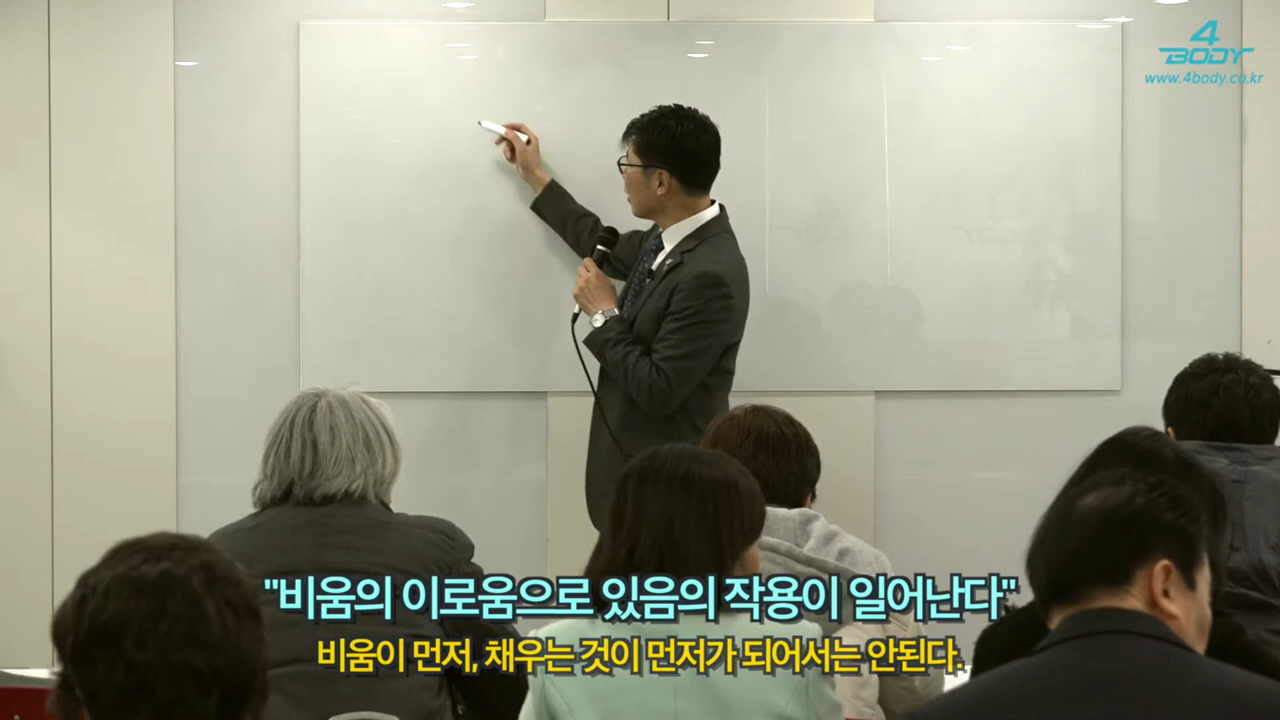 4
BODY
www.4body.co.kr
"비움의 이로움으로 있음의 작용이 일어난다"
비움이 먼저, 채우는 것이 먼저가 되어서는 안된다.